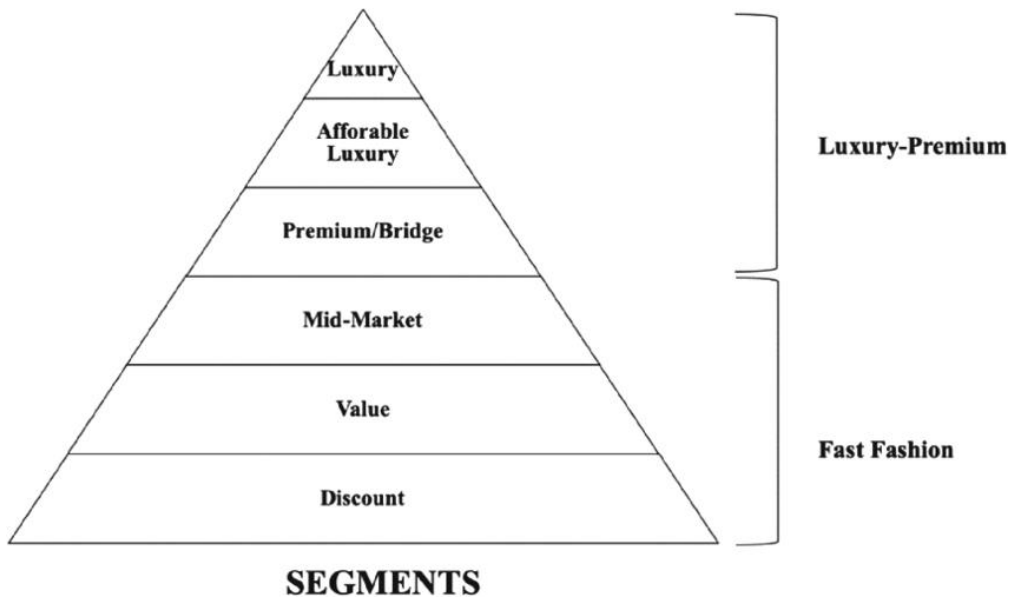 Luxury
Afforable
Luxury
Premium/Bridge
Mid-Market
Value
Discount
SEGMENTS
Luxury-Premium
Fast Fashion